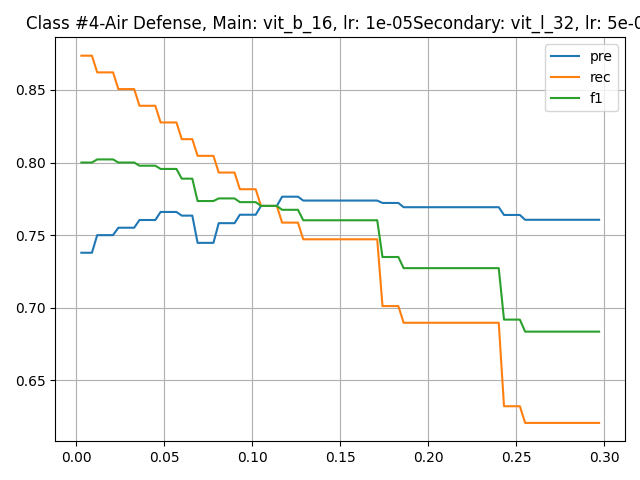 Class #4-Air Defense, Main: vit_b_16, lr: 1e-05Secondary: vit_l_32, lr: 5e-0
pre
rec
f1
0.85
0.80
0.75
0.70
0.65
0.00 0.05 0.10 0.15 0.20 0.25 0.30